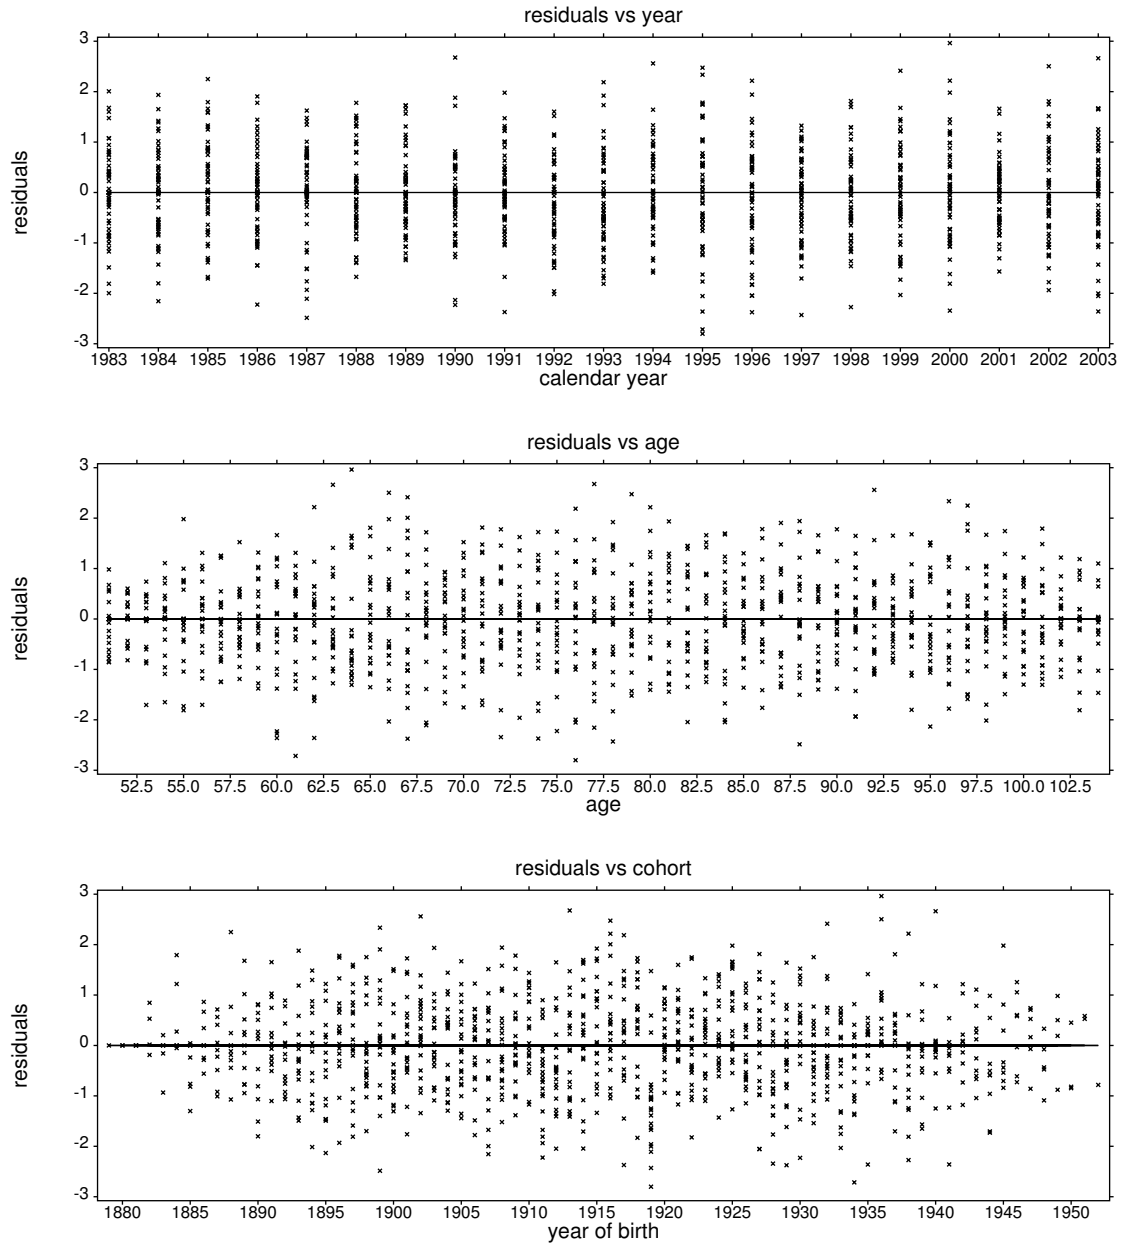 residuals vs year
3
2
1
0
-1
-2
-3
residuals
1983 1984 1985 1986 1987 1988 1989 1990 1991 1992 1993 1994 1995 1996 1997 1998 1999 2000 2001 2002 2003
calendar year
residuals vs age
3
2
1
0
-1
-2
-3
residuals
52.5 55.0 57.5 60.0 62.5 65.0 67.5 70.0 72.5 75.0 77.5 80.0 82.5 85.0 87.5 90.0 92.5 95.0 97.5 100.0 102.5
age
residuals vs cohort
3
2
1
0
-1
-2
-3
residuals
1880 1885 1890 1895 1900 1905 1910 1915 1920 1925 1930 1935 1940 1945 1950
year of birth